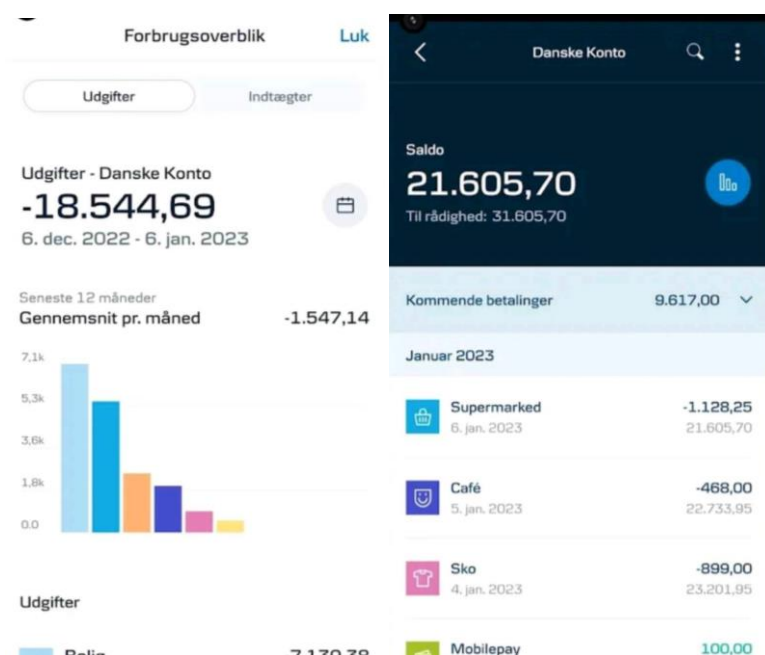 Forbrugsoverblik
Luk
Udgifter
Indtægter
Udgifter - Danske Konto
-18.544,69
6. dec. 2022 - 6. jan. 2023
Seneste 12 måneder
Gennemsnit pr. måned
-1.547,14
7,1k
5,3k
3,6k
1,8k
0.0
Udgifter
Bolig
7.130,38
Danske Konto
Saldo
21.605,70
Til rådighed: 31.605,70
Kommende betalinger
9.617,00
Januar 2023
Supermarked
-1.128,25
6. jan. 2023
21.605,70
Café
-468,00
5. jan. 2023
22.733,95
Sko
-899,00
4. jan. 2023
23.201,95
Mobilepay
100,00